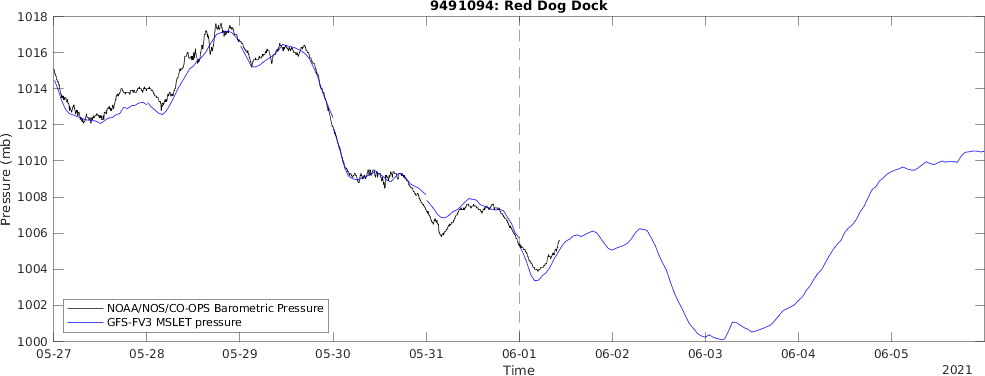 9491094: Red Dog Dock
Pressure (mb)
1018
1016
1014
1012
1010
1008
1006
1004
1002
1000
NOAA/NOS/CO-OPS Barometric Pressure
GFS-FV3 MSLET pressure
05-27 05-28 05-29 05-30 05-31 06-01 06-02 06-03 06-04 06-05
Time
2021